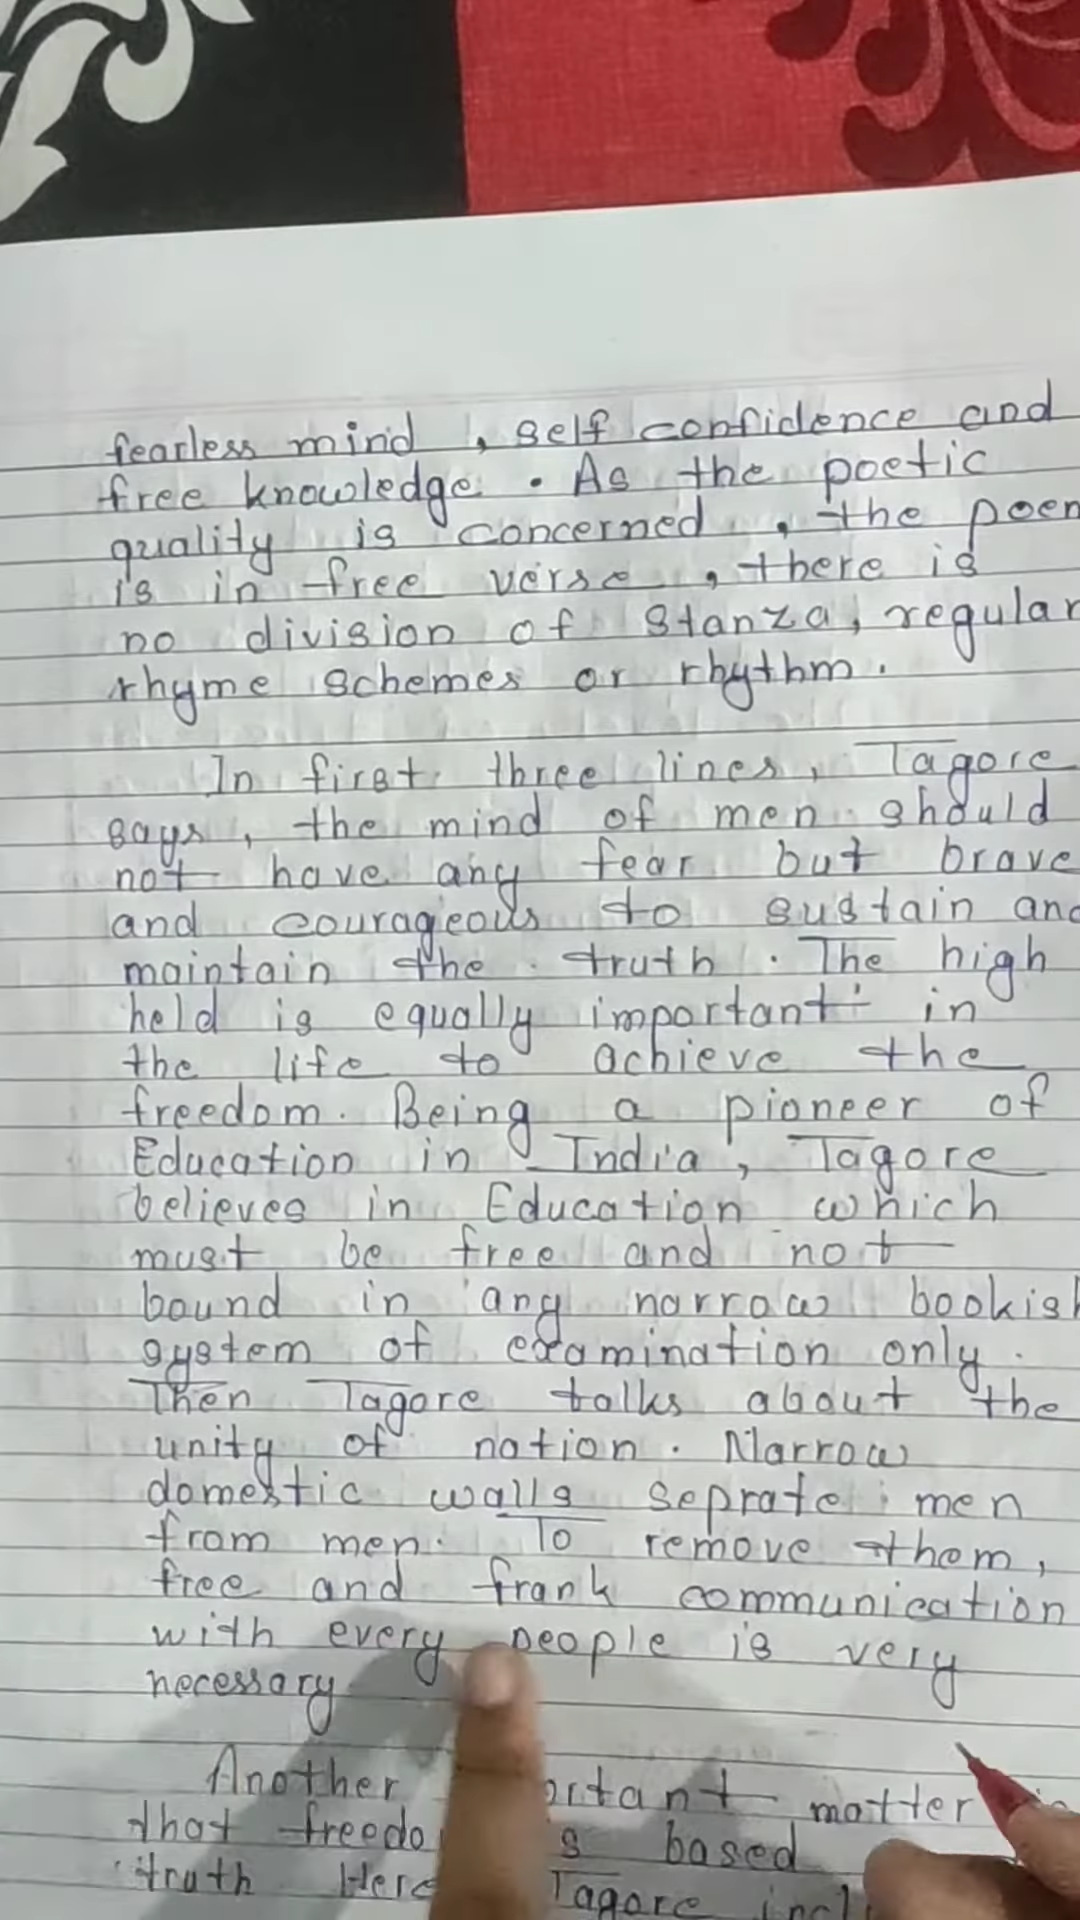 fearless mind , self confidence and
free knowledge . As the poetic
quality is concerned , the poem
is in free verse , there is
no division of stanza, regular
rhyme schemes or rhythm.
In first three lines, Tagore
says, the mind of men should
not have any fear but brave
and courageous to sustain and
maintain the truth . The high
held is equally important in
the life to achieve the
freedom. Being a pioneer of
Education in India, Tagore
believes in Education which
must be free and not
bound in any narrow bookish
system of examination only.
Then Tagore talks about the
unity of nation. Narrow
domestic walls seprate men
from men. To remove them,
free and frank communication
with every people is very
necessary
Another matter
that is based
truth Here Tagore